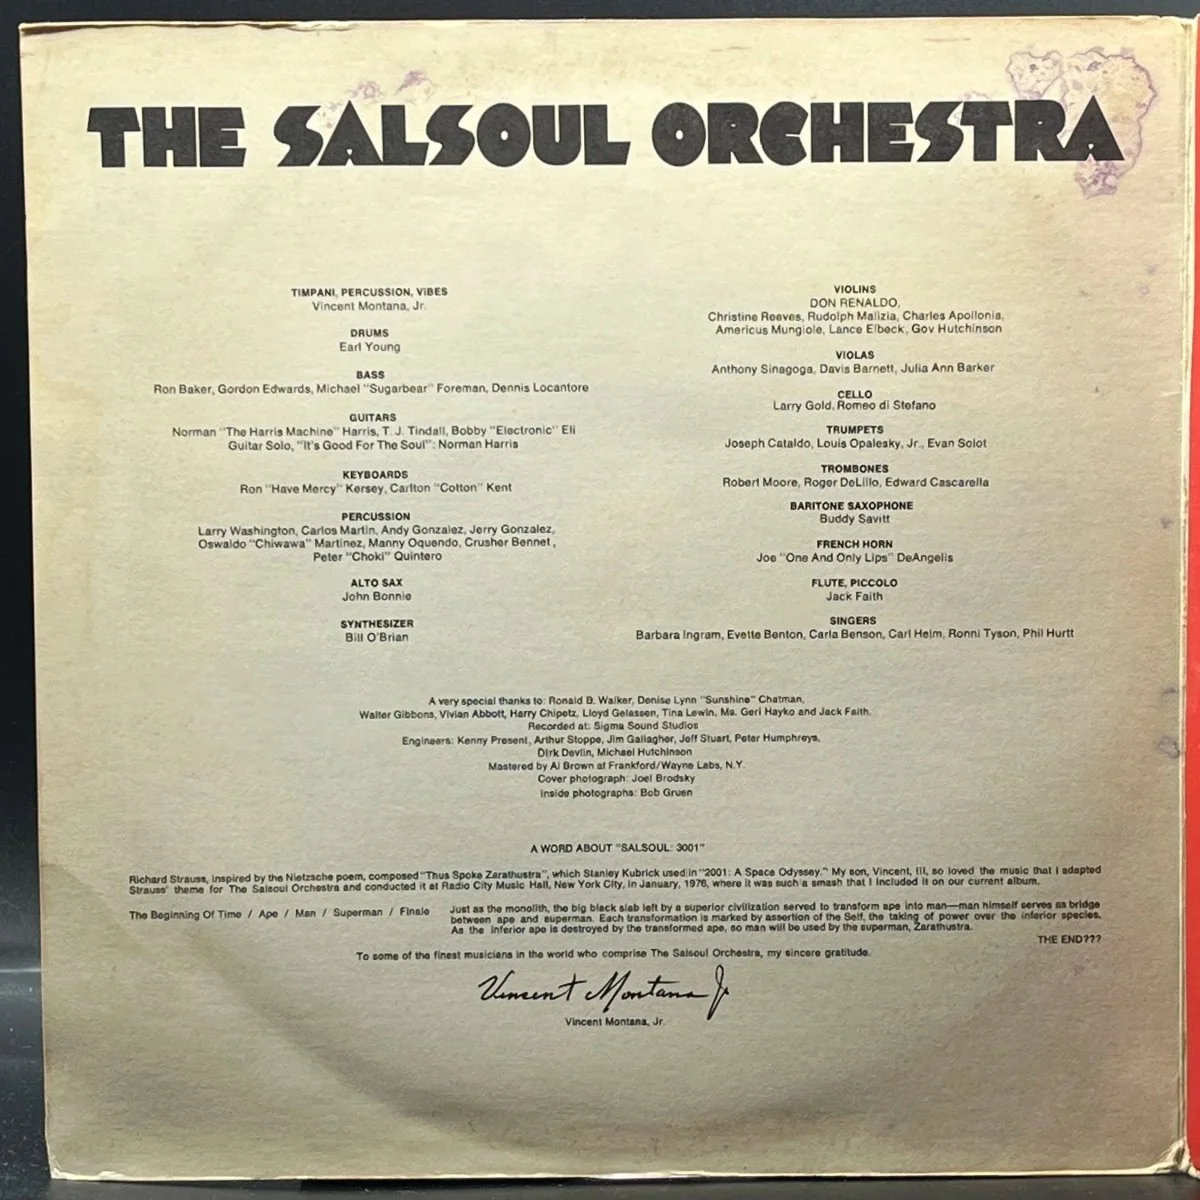 THE SALSOUL ORCHESTRA
TIMPANI, PERCUSSION, VIBES
Vincent Montana, Jr.
DRUMS
Earl Young
BASS
Ron Baker, Gordon Edwards, Michael "Sugarbear" Foreman, Dennis Locantore
GUITARS
Norman "The Harris Machine" Harris, T. J. Tindall, Bobby "Electronic" Eli
Guitar Solo, "It's Good For The Soul": Norman Harris
KEYBOARDS
Ron "Have Mercy" Kersey, Carlton "Cotton" Kent
PERCUSSION
Larry Washington, Carlos Martin, Andy Gonzalez, Jerry Gonzalez,
Oswaldo "Chiwawa" Martinez, Manny Oquendo, Crusher Bennet,
Peter "Choki" Quintero
ALTO SAX
John Bonnie
SYNTHESIZER
Bill O'Brian
VIOLINS
DON RENALDO,
Christine Reeves, Rudolph Malizia, Charles Apollonia,
Americus Mungiole, Lance Elbeck, Gov Hutchinson
VIOLAS
Anthony Sinagoga, Davis Barnett, Julia Ann Barker
CELLO
Larry Gold, Romeo di Stefano
TRUMPETS
Joseph Cataldo, Louis Opalesky, Jr., Evan Solot
TROMBONES
Robert Moore, Roger DeLillo, Edward Cascarella
BARITONE SAXOPHONE
Buddy Savitt
FRENCH HORN
Joe "One And Only Lips" DeAngelis
FLUTE, PICCOLO
Jack Faith
SINGERS
Barbara Ingram, Evette Benton, Carla Benson, Carl Helm, Ronni Tyson, Phil Hurtt
A very special thanks to: Ronald B. Walker, Denise Lynn "Sunshine" Chatman,
Walter Gibbons, Vivian Abbott, Harry Chipetz, Lloyd Gelassen, Tina Lewin, Ms. Geri Hayko and Jack Faith.
Recorded at: Sigma Sound Studios
Engineers: Kenny Present, Arthur Stoppe, Jim Gallagher, Jeff Stuart, Peter Humphreys,
Dirk Devlin, Michael Hutchinson
Mastered by Al Brown at Frankford/Wayne Labs, N.Y.
Cover photograph: Joel Brodsky
Inside photographs: Bob Gruen
A WORD ABOUT "SALSOUL: 3001"
Richard Strauss, inspired by the Nietzsche poem, composed "Thus Spoke Zarathustra", which Stanley Kubrick used in "2001: A Space Odyssey." My son, Vincent, III, so loved the music that I adapted
Strauss' theme for The Salsoul Orchestra and conducted it at Radio City Music Hall, New York City, in January, 1976, where it was such a smash that I included it on our current album.
The Beginning Of Time / Ape / Man / Superman / Finale
Just as the monolith, the big black slab left by a superior civilization served to transform ape into man—man himself serves as bridge
between ape and superman. Each transformation is marked by assertion of the Self, the taking of power over the inferior species.
As the inferior ape is destroyed by the transformed ape, so man will be used by the superman, Zarathustra.
THE END???
To some of the finest musicians in the world who comprise The Salsoul Orchestra, my sincere gratitude.
Vincent Montana Jr
Vincent Montana, Jr.